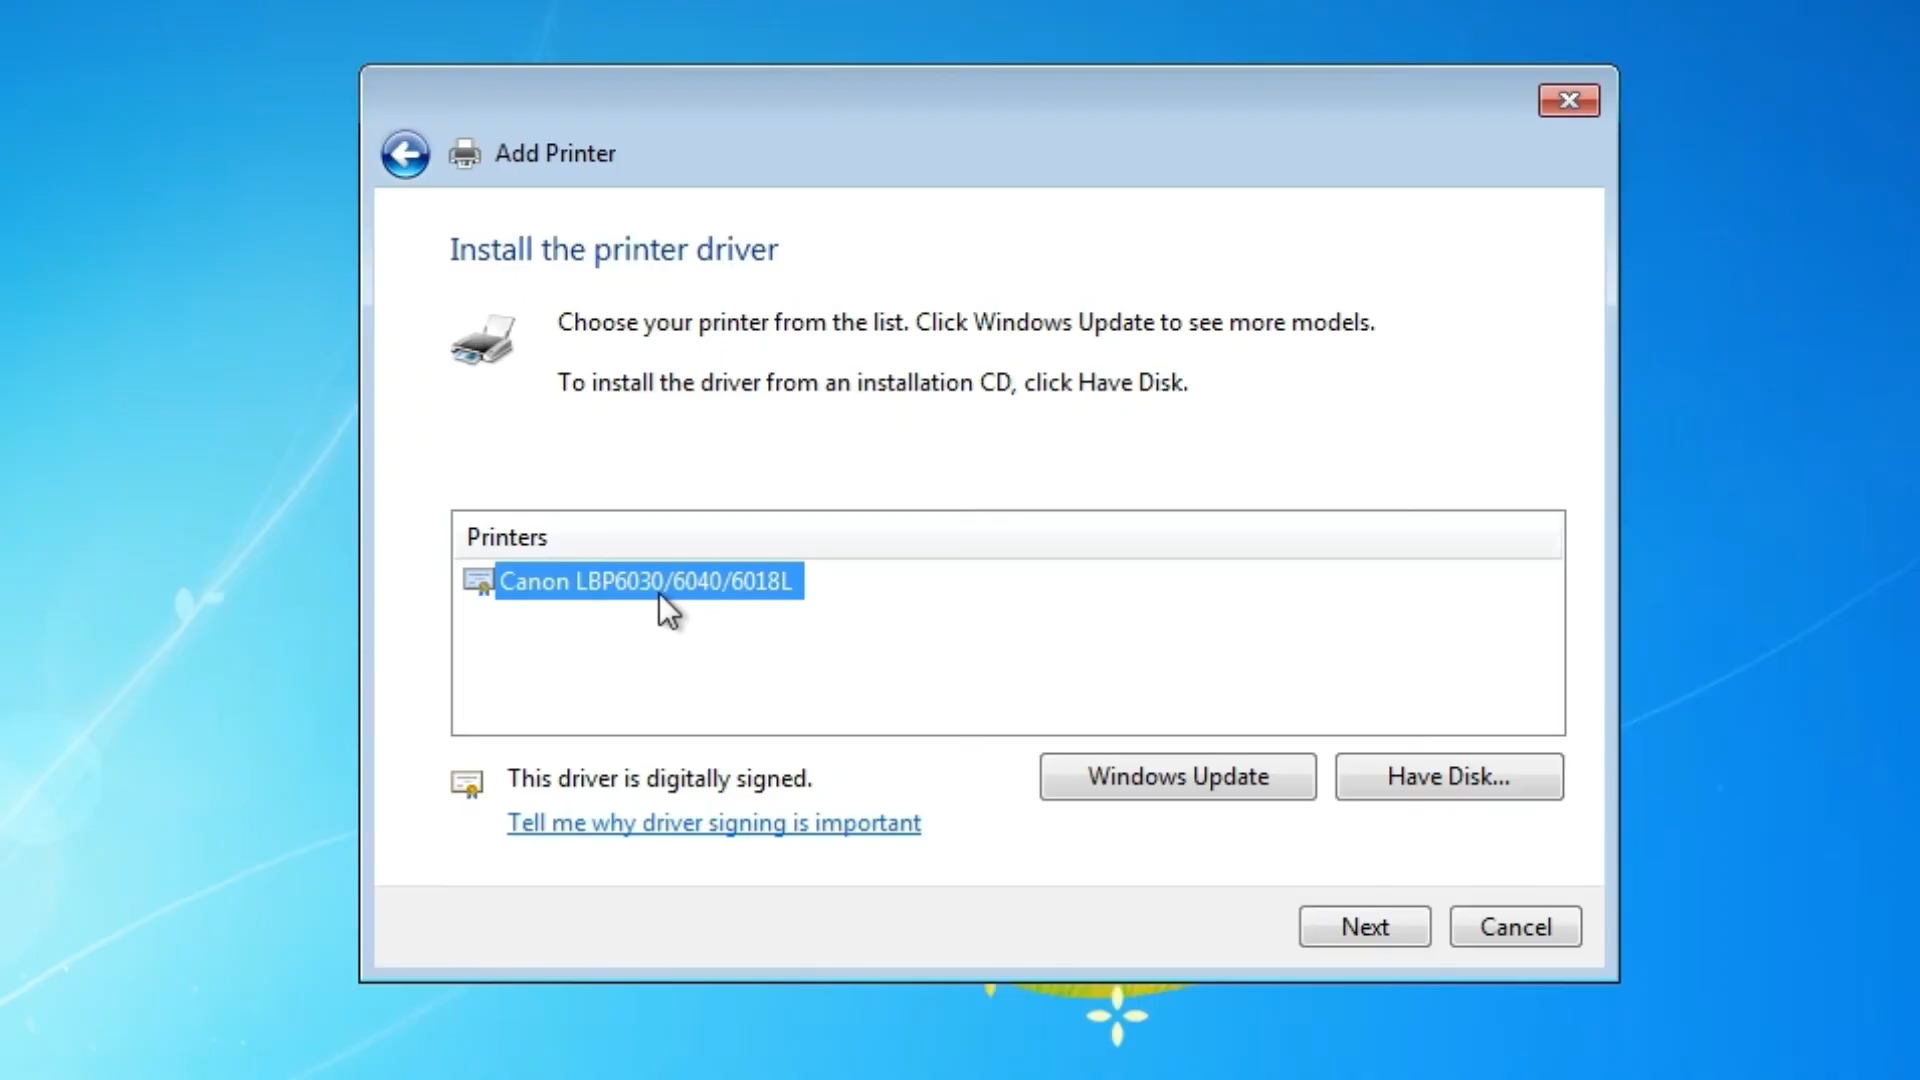 Add Printer
Install the printer driver
Choose your printer from the list. Click Windows Update to see more models.
To install the driver from an installation CD, click Have Disk.
Printers
Canon LBP6030/6040/6018L
This driver is digitally signed.
Windows Update
Have Disk...
Tell me why driver signing is important
Next
Cancel